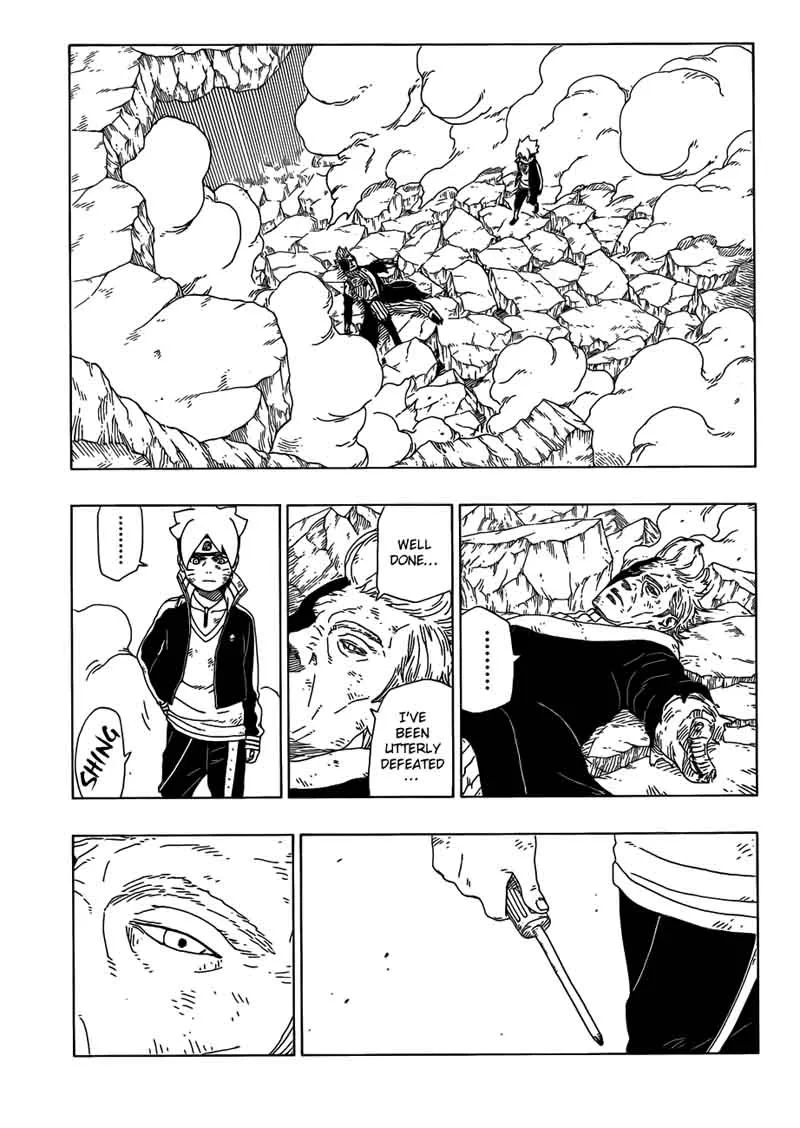 .........
WELL
DONE...
I'VE
BEEN
UTTERLY
DEFEATED
...
.......
SHING